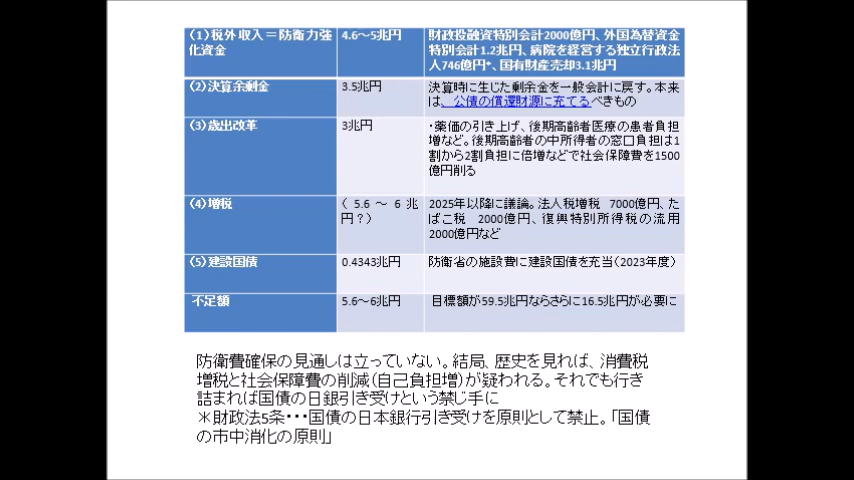 (1)税外収入＝防衛力強
化資金
4.6～5兆円
財政投融資特別会計2000億円、外国為替資金
特別会計1.2兆円、病院を経営する独立行政法
人746億円*、国有財産売却3.1兆円
(2)決算余剰金
3.5兆円
決算時に生じた剰余金を一般会計に戻す。本来
は、公債の償還財源に充てるべきもの
(3)歳出改革
3兆円
・薬価の引き上げ、後期高齢者医療の患者負担
増など。後期高齢者の中所得者の窓口負担は1
割から2割負担に倍増などで社会保障費を1500
億円削る
(4)増税
(5.6～6兆
円？)
2025年以降に議論。法人税増税　7000億円、た
ばこ税　2000億円、復興特別所得税の流用
2000億円など
(5)建設国債
0.4343兆円
防衛省の施設費に建設国債を充当(2023年度)
不足額
5.6～6兆円
目標額が59.5兆円ならさらに16.5兆円が必要に
防衛費確保の見通しは立っていない。結局、歴史を見れば、消費税
増税と社会保障費の削減(自己負担増)が疑われる。それでも行き
詰まれば国債の日銀引き受けという禁じ手に
＊財政法5条・・・国債の日本銀行引き受けを原則として禁止。「国債
の市中消化の原則」